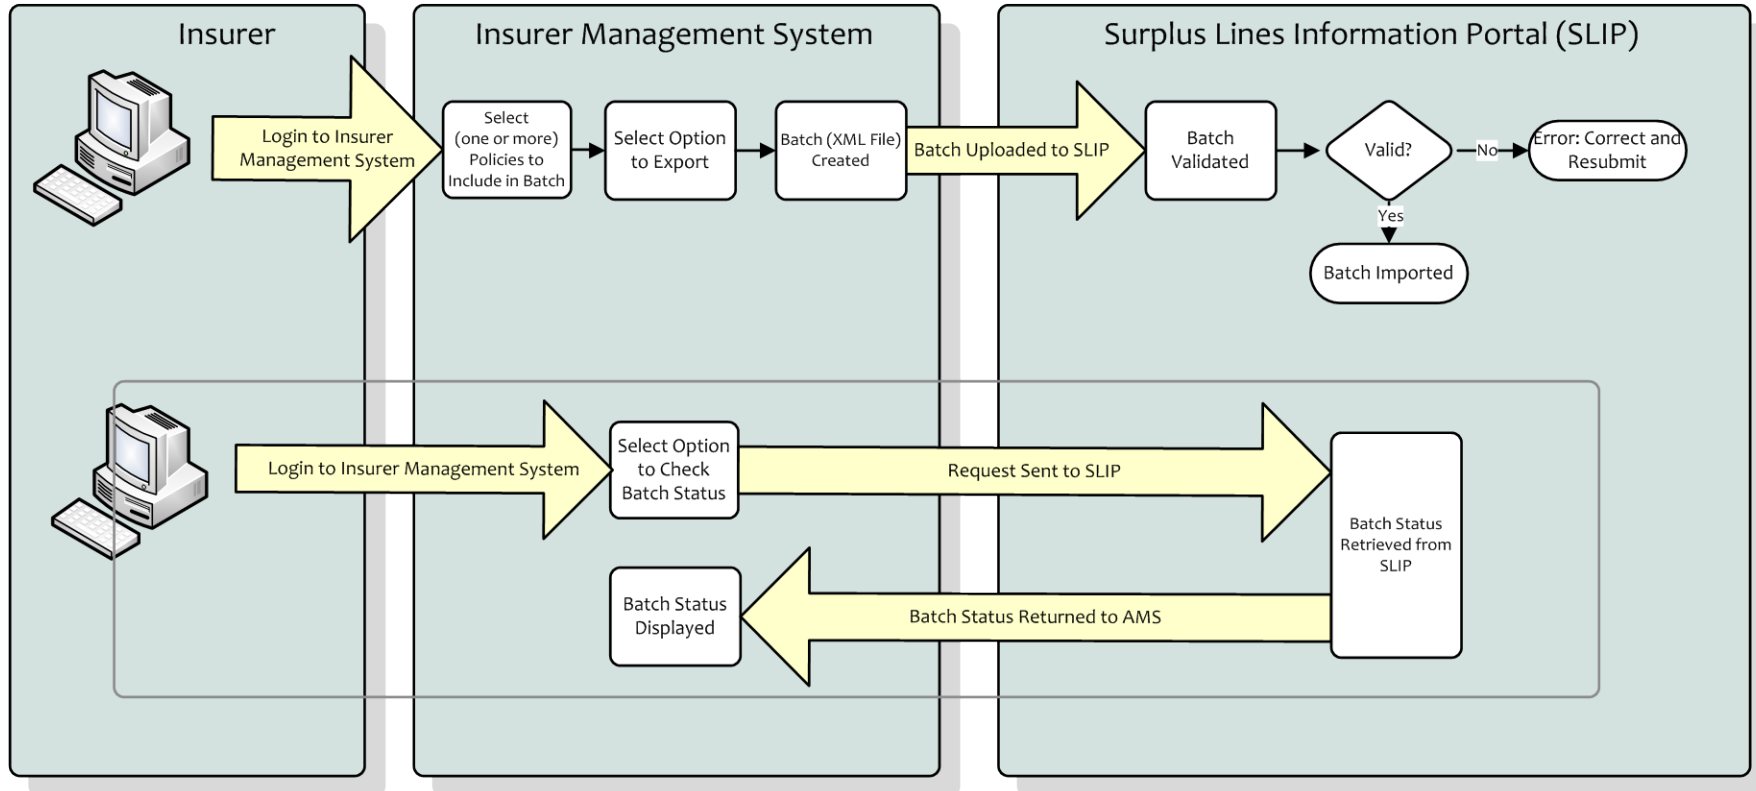 Insurer
Insurer Management System
Surplus Lines Information Portal (SLIP)
Login to Insurer
Management System
Select
(one or more)
Policies to
Include in Batch
Select Option
to Export
Batch (XML File)
Created
Batch Uploaded to SLIP
Batch
Validated
Valid?
No
Error: Correct and
Resubmit
Yes
Batch Imported
Login to Insurer Management System
Select Option
to Check
Batch Status
Request Sent to SLIP
Batch Status
Retrieved from
SLIP
Batch Status Returned to AMS
Batch Status
Displayed